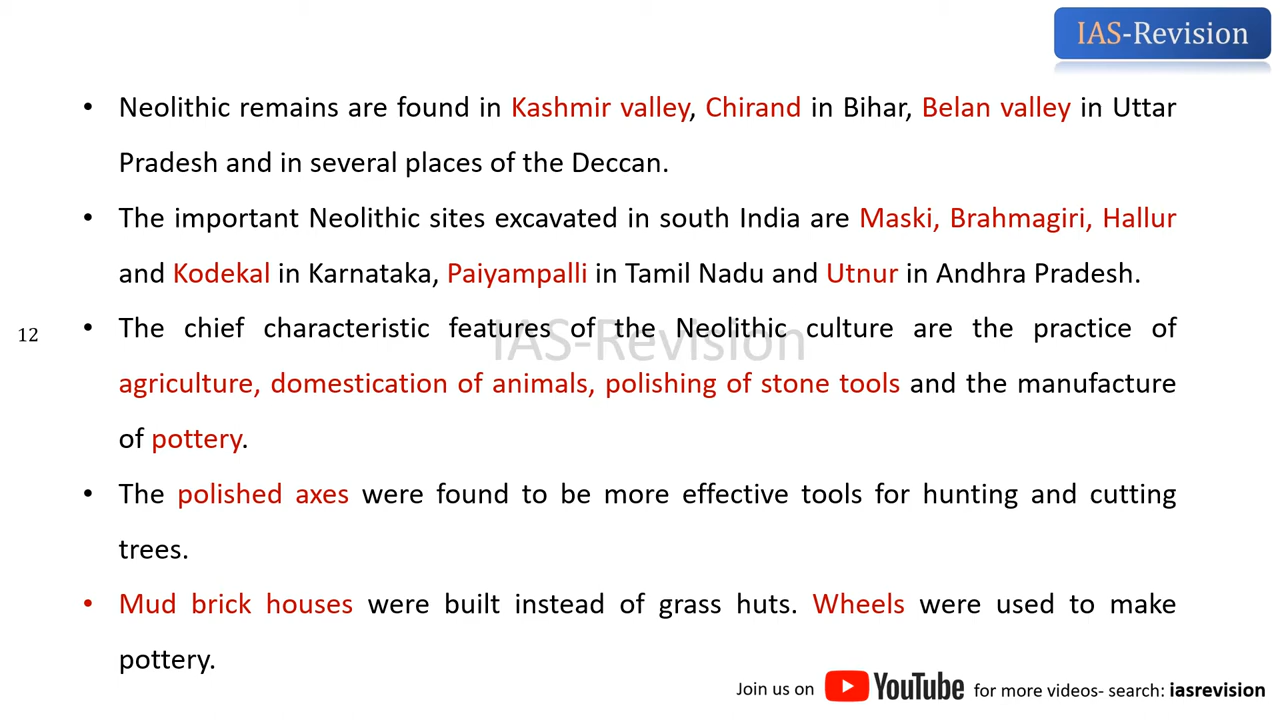 IAS-Revision
• Neolithic remains are found in Kashmir valley, Chirand in Bihar, Belan valley in Uttar
Pradesh and in several places of the Deccan.
• The important Neolithic sites excavated in south India are Maski, Brahmagiri, Hallur
and Kodekal in Karnataka, Paiyampalli in Tamil Nadu and Utnur in Andhra Pradesh.
12
• The chief characteristic features of the Neolithic culture are the practice of
IAS-Revision
agriculture, domestication of animals, polishing of stone tools and the manufacture
of pottery.
• The polished axes were found to be more effective tools for hunting and cutting
trees.
• Mud brick houses were built instead of grass huts. Wheels were used to make
pottery.
Join us on YouTube for more videos- search: iasrevision